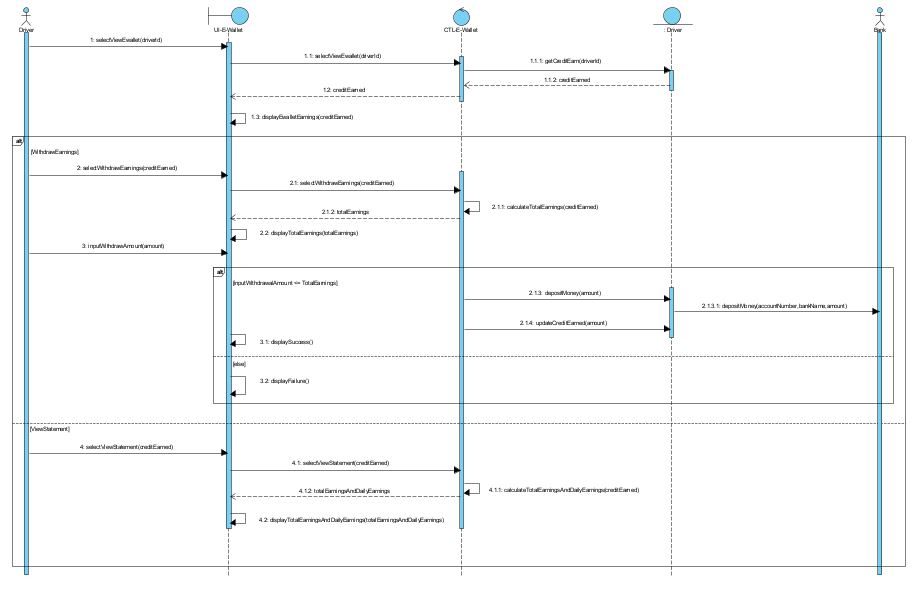 Driver
UI-E-Wallet
CTL-E-Wallet
: Driver
Bank
1: selectViewEwallet(driverId)
1.1: selectViewEwallet(driverId)
1.1.1: getCreditEarn(driverId)
1.1.2: creditEarned
1.2: creditEarned
1.3: displayEwalletEarnings(creditEarned)
alt
[WithdrawEarnings]
2: selectWithdrawEarnings(creditEarned)
2.1: selectWithdrawEarnings(creditEarned)
2.1.1: calculateTotalEarnings(creditEarned)
2.1.2: totalEarnings
2.2: displayTotalEarnings(totalEarnings)
3: inputWithdrawAmount(amount)
alt
[inputWithdrawalAmount <= TotalEarnings]
2.1.3: depositMoney(amount)
2.1.3.1: depositMoney(accountNumber,bankName,amount)
2.1.4: updateCreditEarned(amount)
3.1: displaySuccess()
[else]
3.2: displayFailure()
[ViewStatement]
4: selectViewStatement(creditEarned)
4.1: selectViewStatement(creditEarned)
4.1.1: calculateTotalEarningsAndDailyEarnings(creditEarned)
4.1.2: totalEarningsAndDailyEarnings
4.2: displayTotalEarningsAndDailyEarnings(totalEarningsAndDailyEarnings)